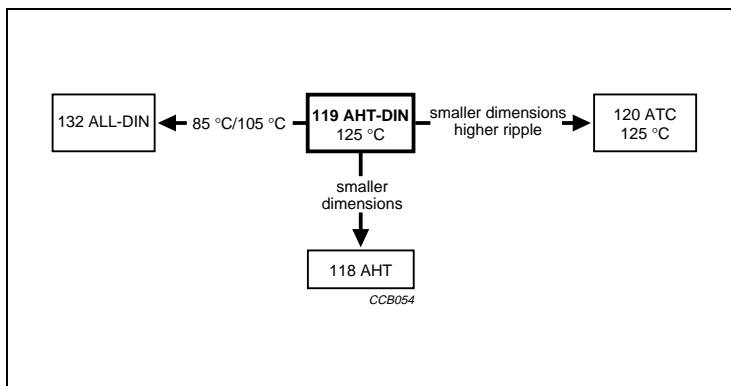 132 ALL-DIN
85 °C/105 °C
119 AHT-DIN
125 °C
smaller dimensions
higher ripple
120 ATC
125 °C
smaller
dimensions
118 AHT
CCB054